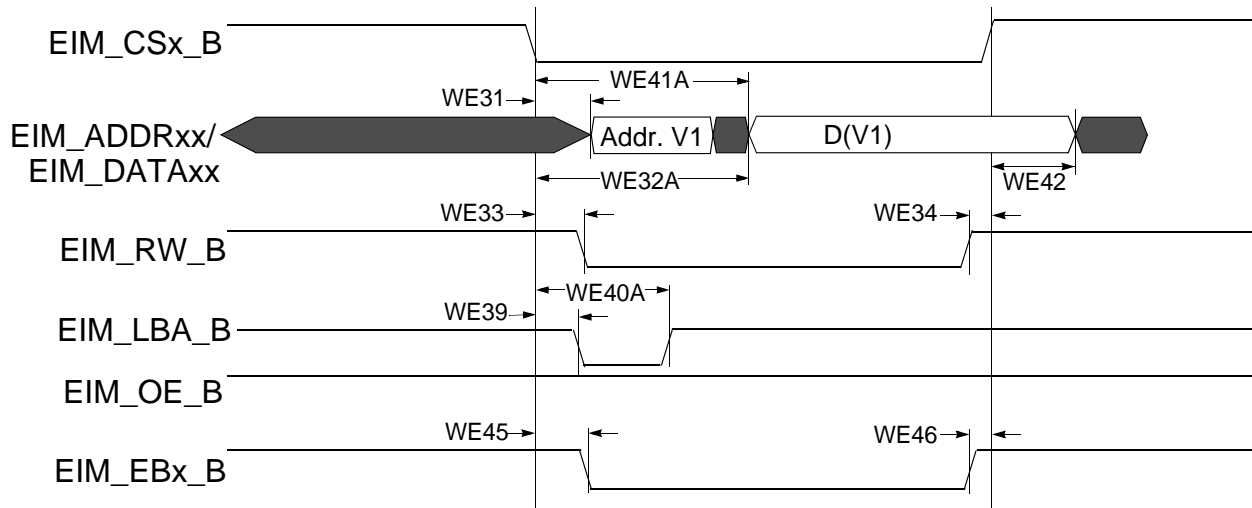 EIM_CSx_B
WE41A
WE31
EIM_ADDRxx/
EIM_DATAxx
Addr. V1
D(V1)
WE32A
WE42
WE33
WE34
EIM_RW_B
WE40A
WE39
EIM_LBA_B
EIM_OE_B
WE45
WE46
EIM_EBx_B